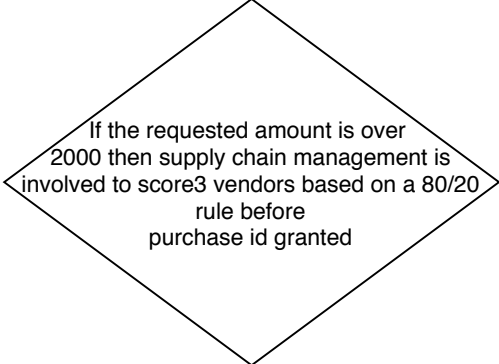 If the requested amount is over
2000 then supply chain management is
involved to score3 vendors based on a 80/20
rule before
purchase id granted